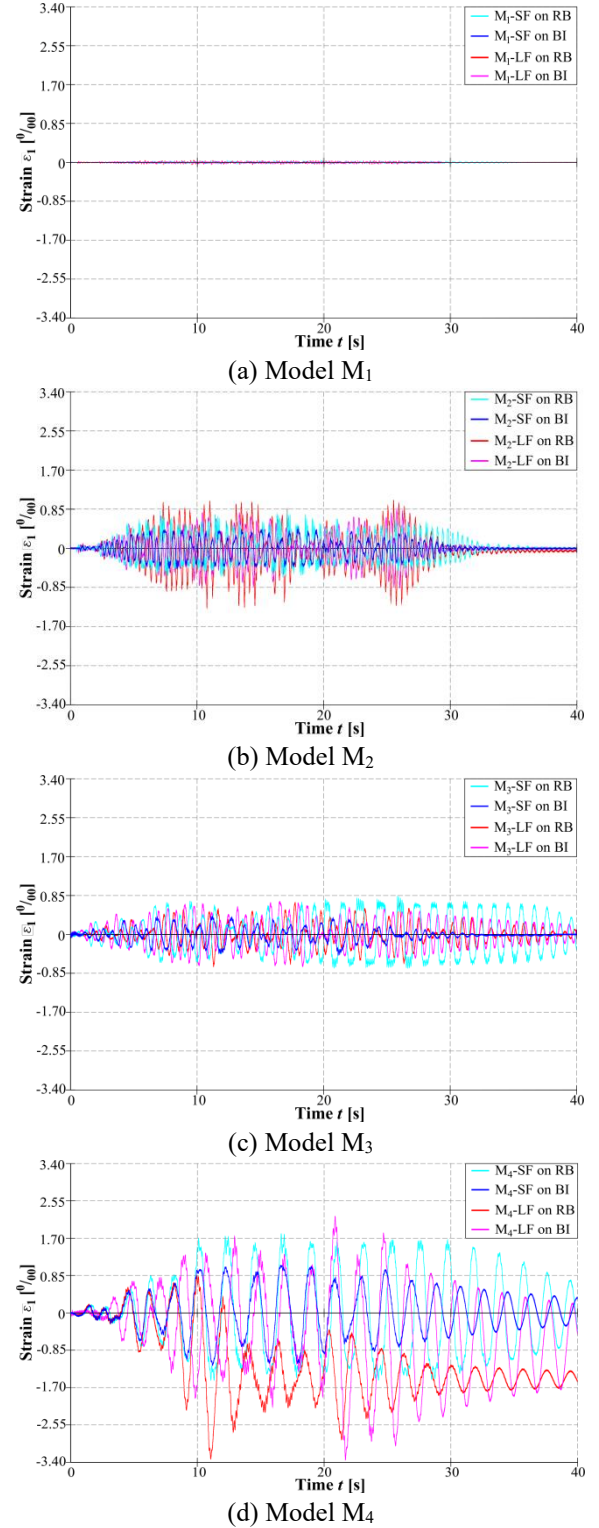 3.40
2.55
1.70
0.85
0
-0.85
-1.70
-2.55
-3.40
Strain ε₁ [⁰/₀₀]
M₁-SF on RB
M₁-SF on BI
M₁-LF on RB
M₁-LF on BI
0 10 20 30 40
Time t [s]
(a) Model M₁
3.40
2.55
1.70
0.85
0
-0.85
-1.70
-2.55
-3.40
Strain ε₁ [⁰/₀₀]
M₂-SF on RB
M₂-SF on BI
M₂-LF on RB
M₂-LF on BI
0 10 20 30 40
Time t [s]
(b) Model M₂
3.40
2.55
1.70
0.85
0
-0.85
-1.70
-2.55
-3.40
Strain ε₁ [⁰/₀₀]
M₃-SF on RB
M₃-SF on BI
M₃-LF on RB
M₃-LF on BI
0 10 20 30 40
Time t [s]
(c) Model M₃
3.40
2.55
1.70
0.85
0
-0.85
-1.70
-2.55
-3.40
Strain ε₁ [⁰/₀₀]
M₄-SF on RB
M₄-SF on BI
M₄-LF on RB
M₄-LF on BI
0 10 20 30 40
Time t [s]
(d) Model M₄